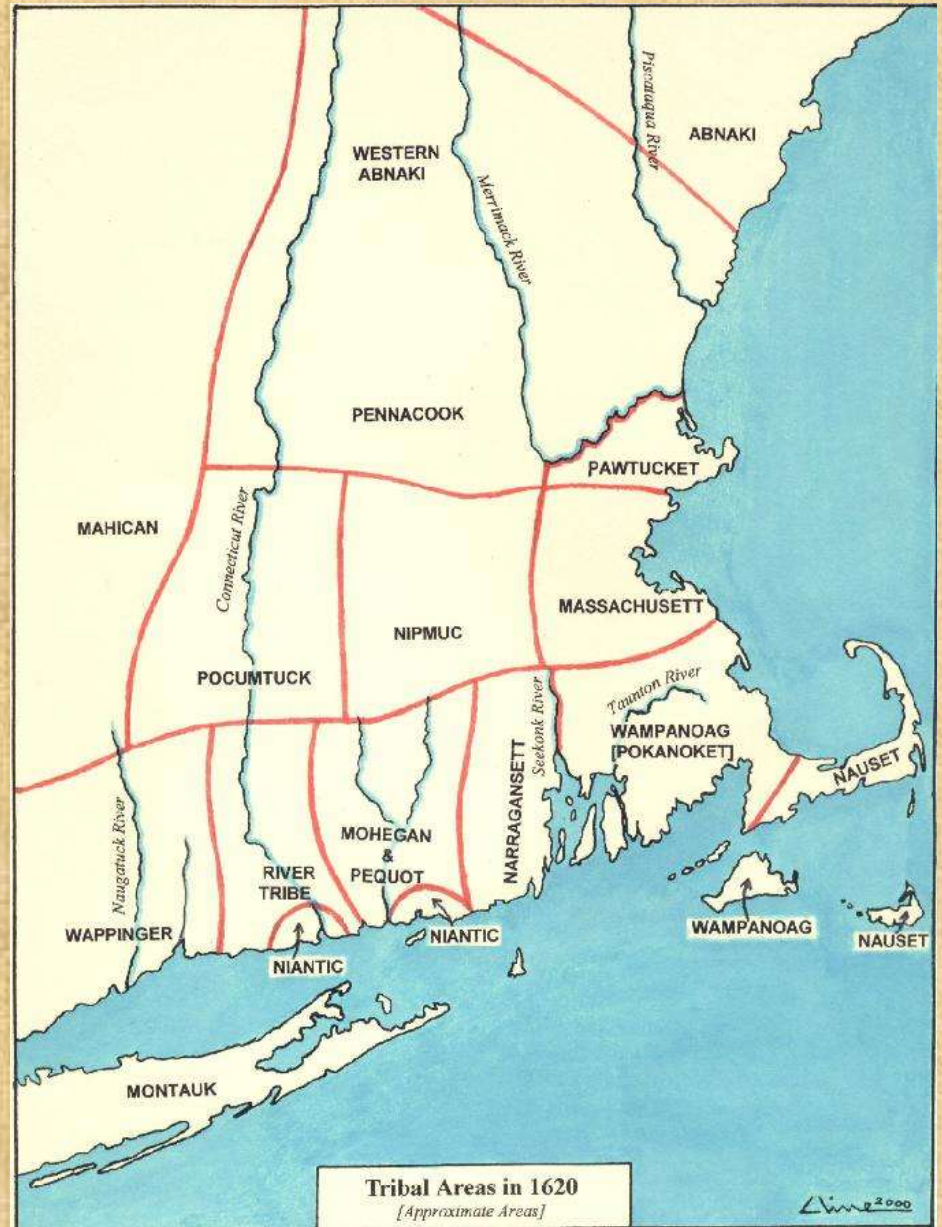 Piscataqua River
ABNAKI
WESTERN
ABNAKI
Merrimack River
PENNACOOK
PAWTUCKET
MAHICAN
Connecticut River
MASSACHUSETT
NIPMUC
POCUMTUCK
Taunton River
Seekonk River
WAMPANOAG
[POKANOKET]
NAUSET
NARRAGANSETT
Naugatuck River
MOHEGAN
&
PEQUOT
RIVER
TRIBE
WAPPINGER
NIANTIC
NIANTIC
WAMPANOAG
NAUSET
MONTAUK
Tribal Areas in 1620
[Approximate Areas]
2000